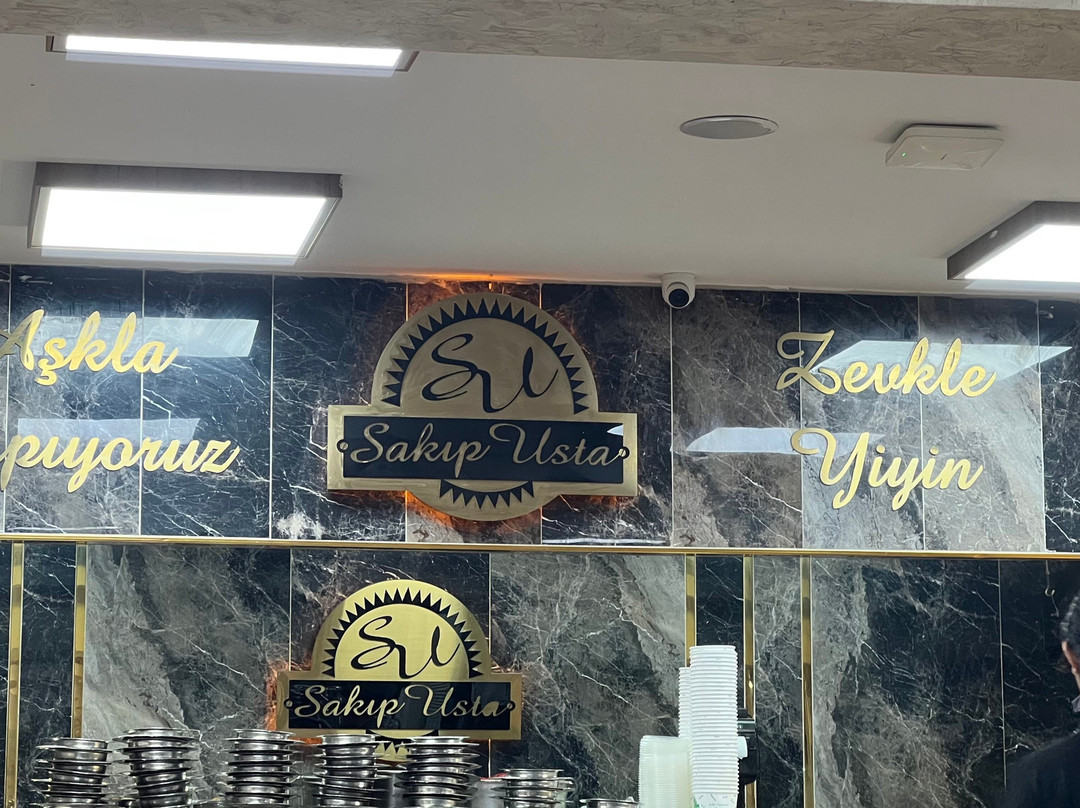 Aşkla
pıyoruz
SU
Sakıp Usta
Zevkle
Yiyin
SU
Sakıp Usta